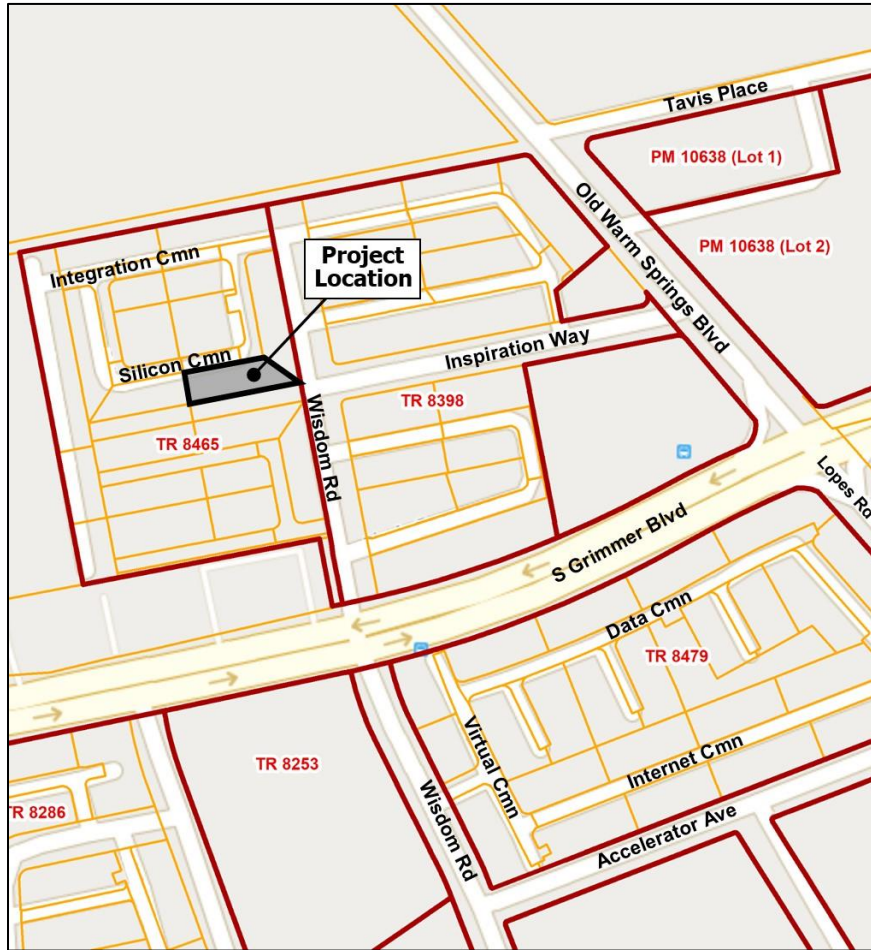 Tavis Place
PM 10638 (Lot 1)
Old Warm Springs Blvd
PM 10638 (Lot 2)
Project
Location
Integration Cmn
Silicon Cmn
Inspiration Way
Wisdom Rd
TR 8398
TR 8465
Lopes Rd
S Grimmer Blvd
Data Cmn
TR 8479
Virtual Cmn
Internet Cmn
TR 8253
Wisdom Rd
TR 8286
Accelerator Ave